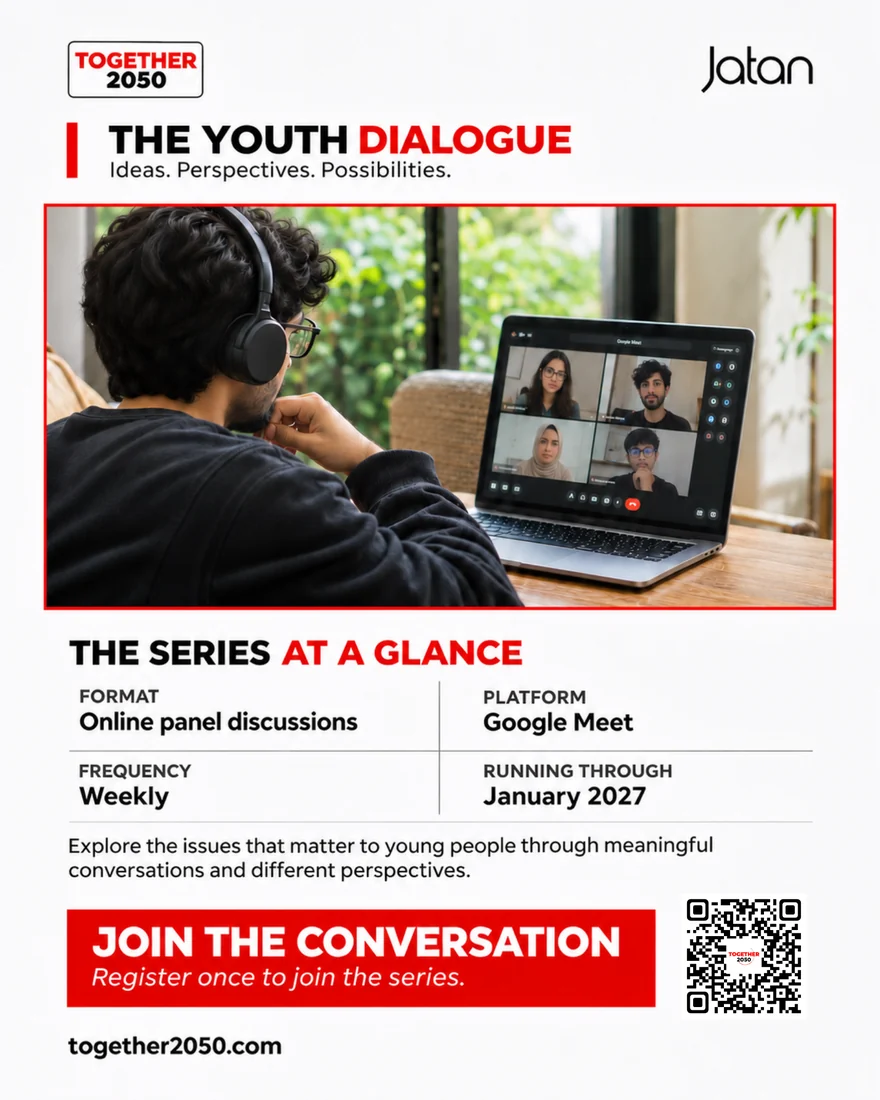 TOGETHER
2050
Jatan
THE YOUTH DIALOGUE
Ideas. Perspectives. Possibilities.
Google Meet
THE SERIES AT A GLANCE
FORMAT
Online panel discussions
PLATFORM
Google Meet
FREQUENCY
Weekly
RUNNING THROUGH
January 2027
Explore the issues that matter to young people through meaningful
conversations and different perspectives.
JOIN THE CONVERSATION
Register once to join the series.
TOGETHER
2050
together2050.com